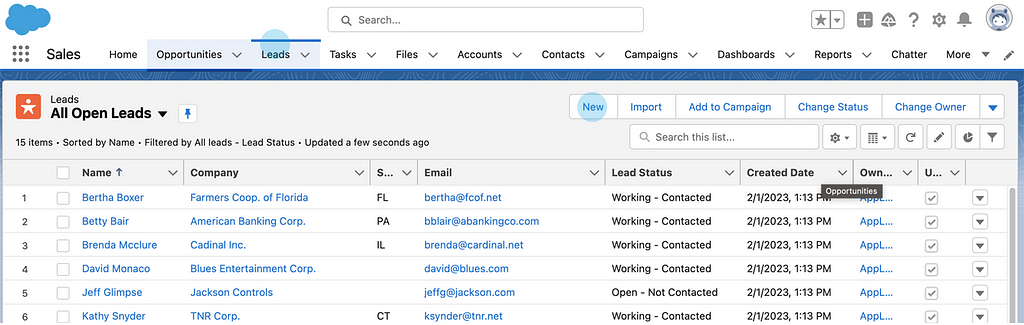 Search...
Sales Home Opportunities Leads Tasks Files Accounts Contacts Campaigns Dashboards Reports Chatter More
Leads
All Open Leads
New Import Add to Campaign Change Status Change Owner
15 items • Sorted by Name • Filtered by All leads - Lead Status • Updated a few seconds ago
Search this list...
Name Company S... Email Lead Status Created Date Own... U...
Opportunities
1 Bertha Boxer Farmers Coop. of Florida FL bertha@fcof.net Working - Contacted 2/1/2023, 1:13 PM AppL...
2 Betty Bair American Banking Corp. PA bblair@abankingco.com Working - Contacted 2/1/2023, 1:13 PM AppL...
3 Brenda Mcclure Cadinal Inc. IL brenda@cardinal.net Working - Contacted 2/1/2023, 1:13 PM AppL...
4 David Monaco Blues Entertainment Corp. david@blues.com Working - Contacted 2/1/2023, 1:13 PM AppL...
5 Jeff Glimpse Jackson Controls jeffg@jackson.com Open - Not Contacted 2/1/2023, 1:13 PM AppL...
6 Kathy Snyder TNR Corp. CT ksynder@tnr.net Working - Contacted 2/1/2023, 1:13 PM AppL...